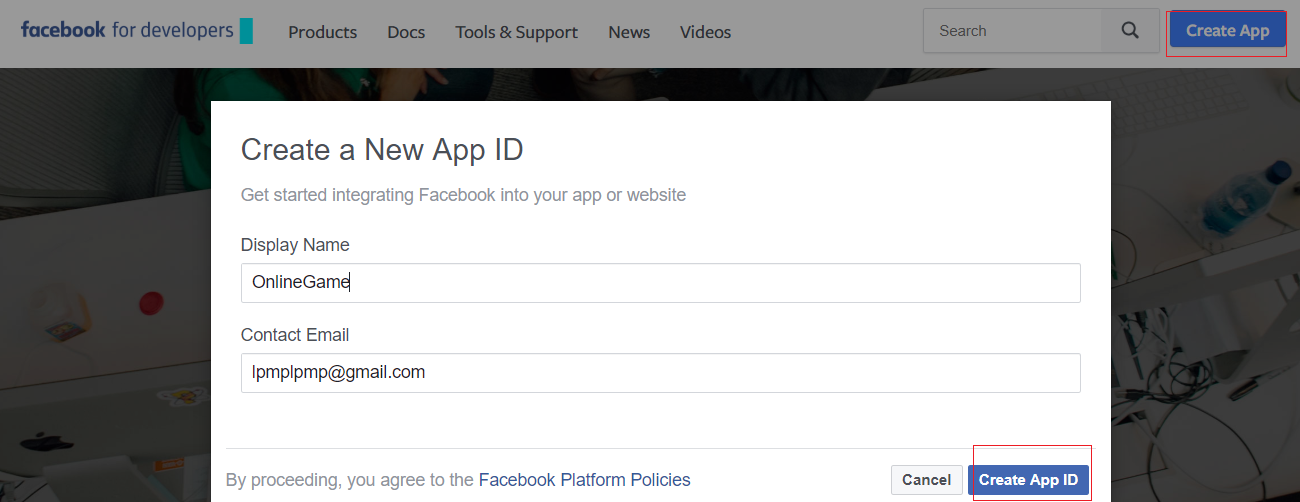 facebook for developers Products Docs Tools & Support News Videos Search Create App
Create a New App ID
Get started integrating Facebook into your app or website
Display Name
OnlineGame
Contact Email
lpmplpmp@gmail.com
By proceeding, you agree to the Facebook Platform Policies Cancel Create App ID